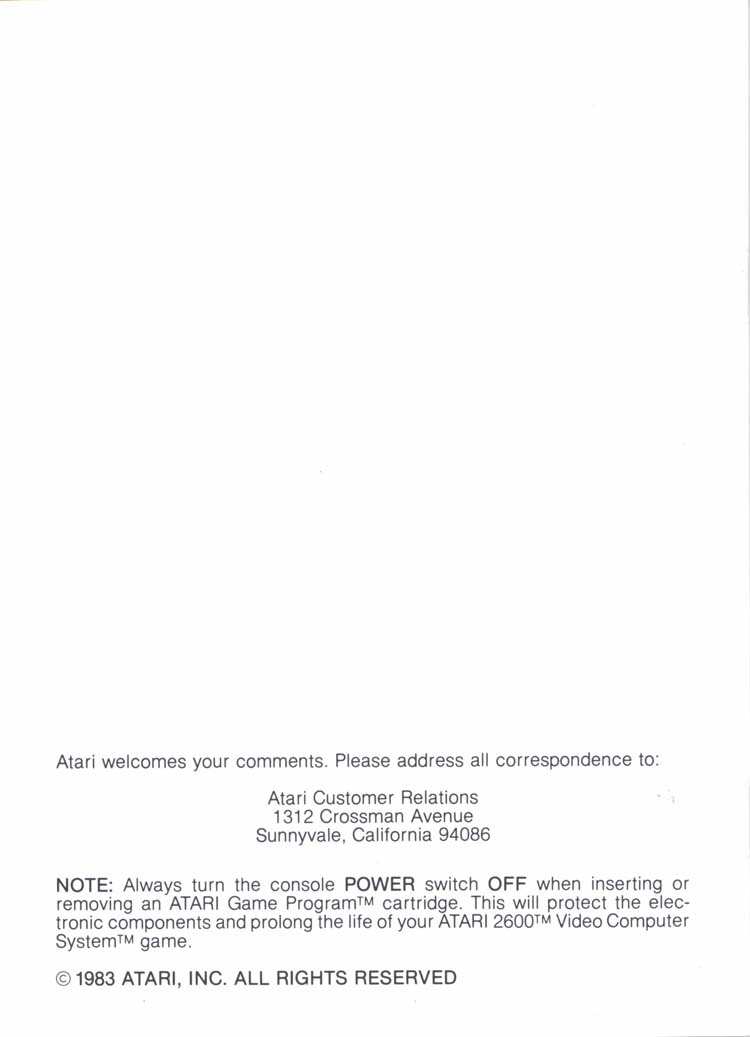 Atari welcomes your comments. Please address all correspondence to:
Atari Customer Relations
1312 Crossman Avenue
Sunnyvale, California 94086
NOTE: Always turn the console POWER switch OFF when inserting or
removing an ATARI Game Program™ cartridge. This will protect the elec-
tronic components and prolong the life of your ATARI 2600™ Video Computer
System™ game.
© 1983 ATARI, INC. ALL RIGHTS RESERVED